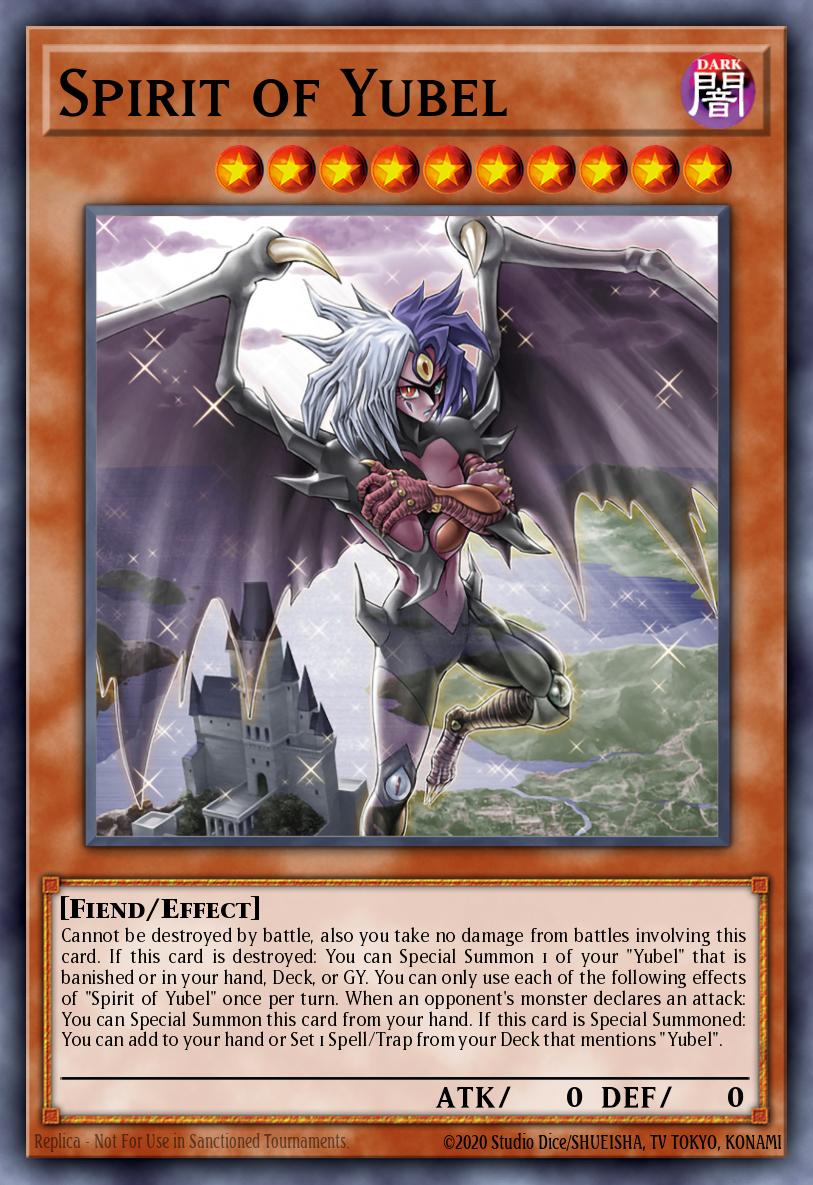 Spirit of Yubel
DARK
闇
[Fiend/Effect]
Cannot be destroyed by battle, also you take no damage from battles involving this
card. If this card is destroyed: You can Special Summon 1 of your "Yubel" that is
banished or in your hand, Deck, or GY. You can only use each of the following effects
of "Spirit of Yubel" once per turn. When an opponent's monster declares an attack:
You can Special Summon this card from your hand. If this card is Special Summoned:
You can add to your hand or Set 1 Spell/Trap from your Deck that mentions "Yubel".
ATK/ 0 DEF/ 0
Replica - Not For Use in Sanctioned Tournaments.
©2020 Studio Dice/SHUEISHA, TV TOKYO, KONAMI